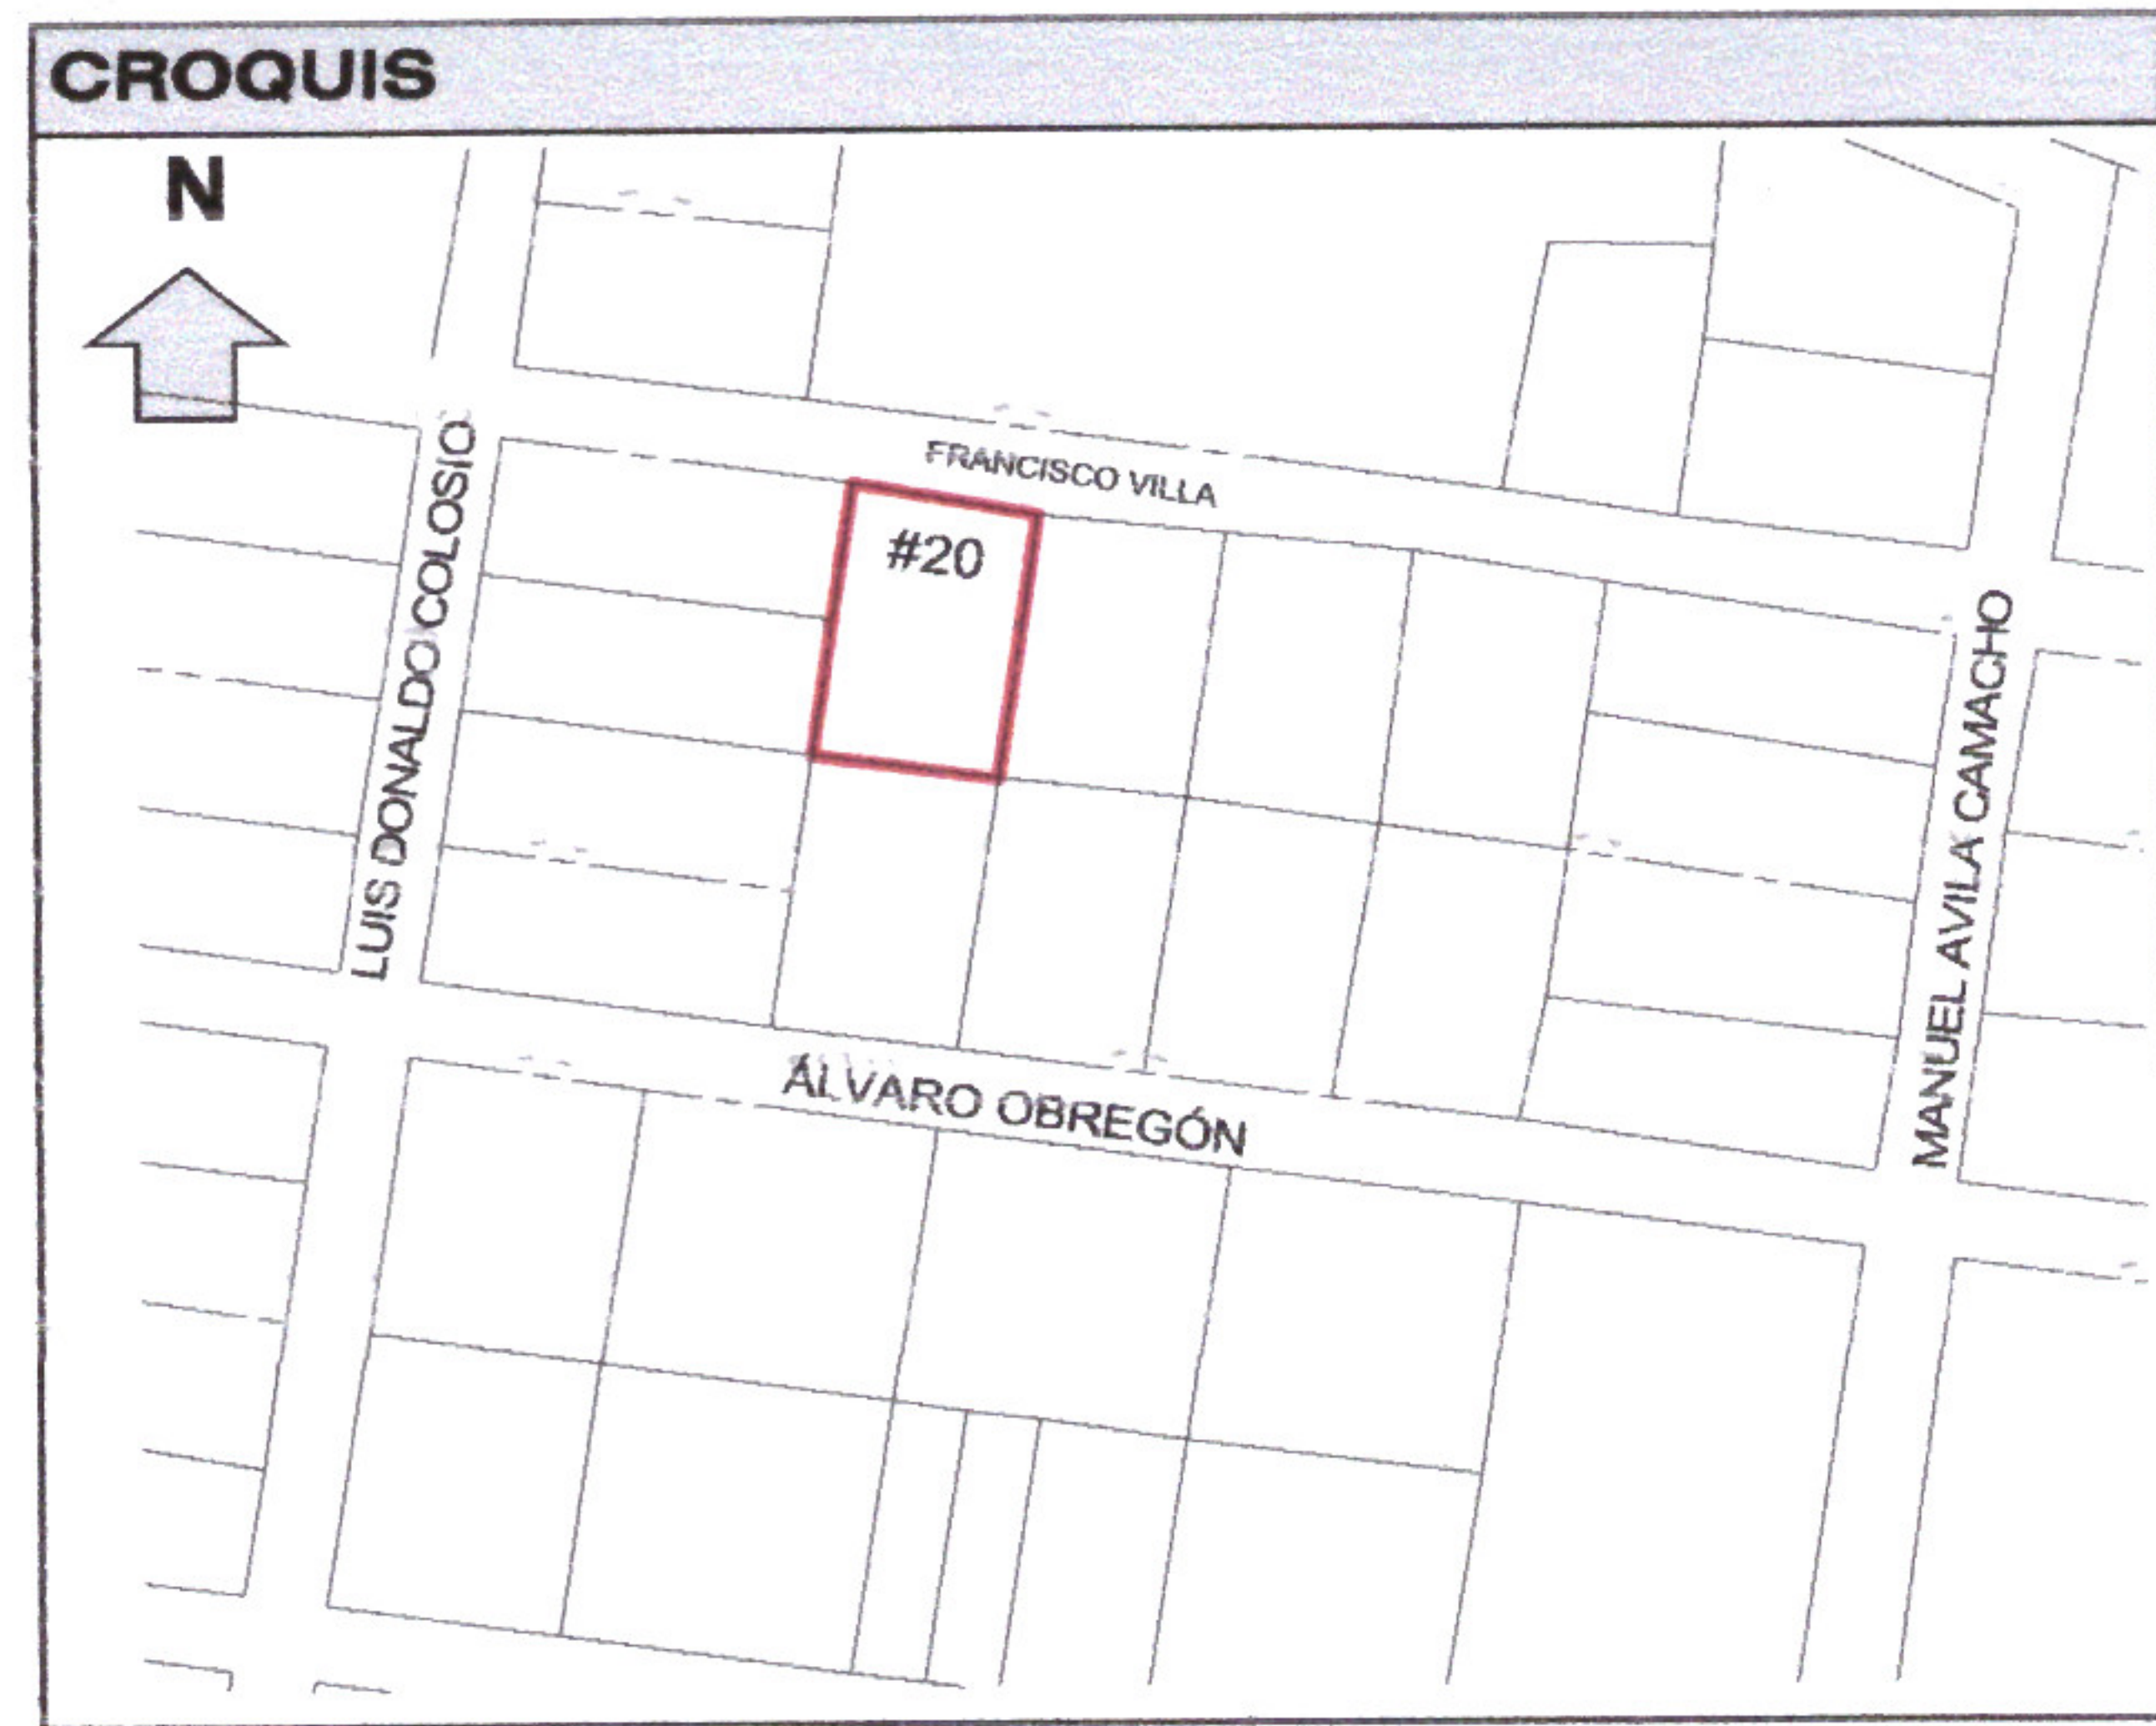 CROQUIS
N
FRANCISCO VILLA
#20
LUIS DONALDO COLOSIO
MANUEL AVILA CAMACHO
ÁLVARO OBREGÓN